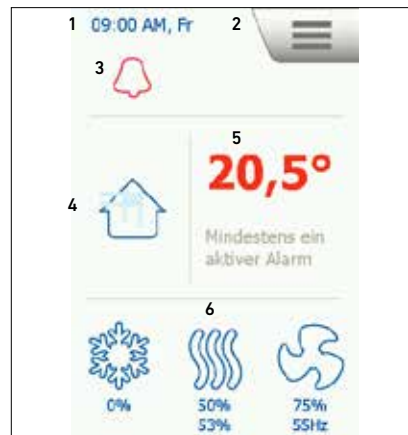 1 09:00 AM, Fr 2
3
5
20,5°
4
Mindestens ein
aktiver Alarm
6
0% 50% 75%
53% 55Hz